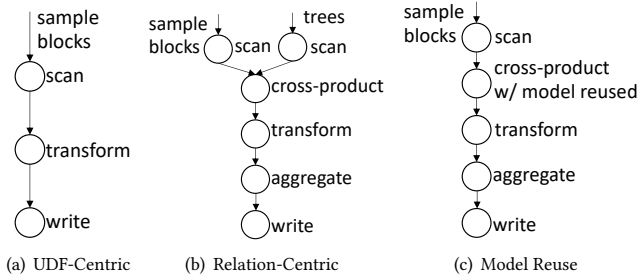 sample
blocks
scan
transform
write
(a) UDF-Centric
sample
blocks
scan
trees
scan
cross-product
transform
aggregate
write
(b) Relation-Centric
sample
blocks
scan
cross-product
w/ model reused
transform
aggregate
write
(c) Model Reuse